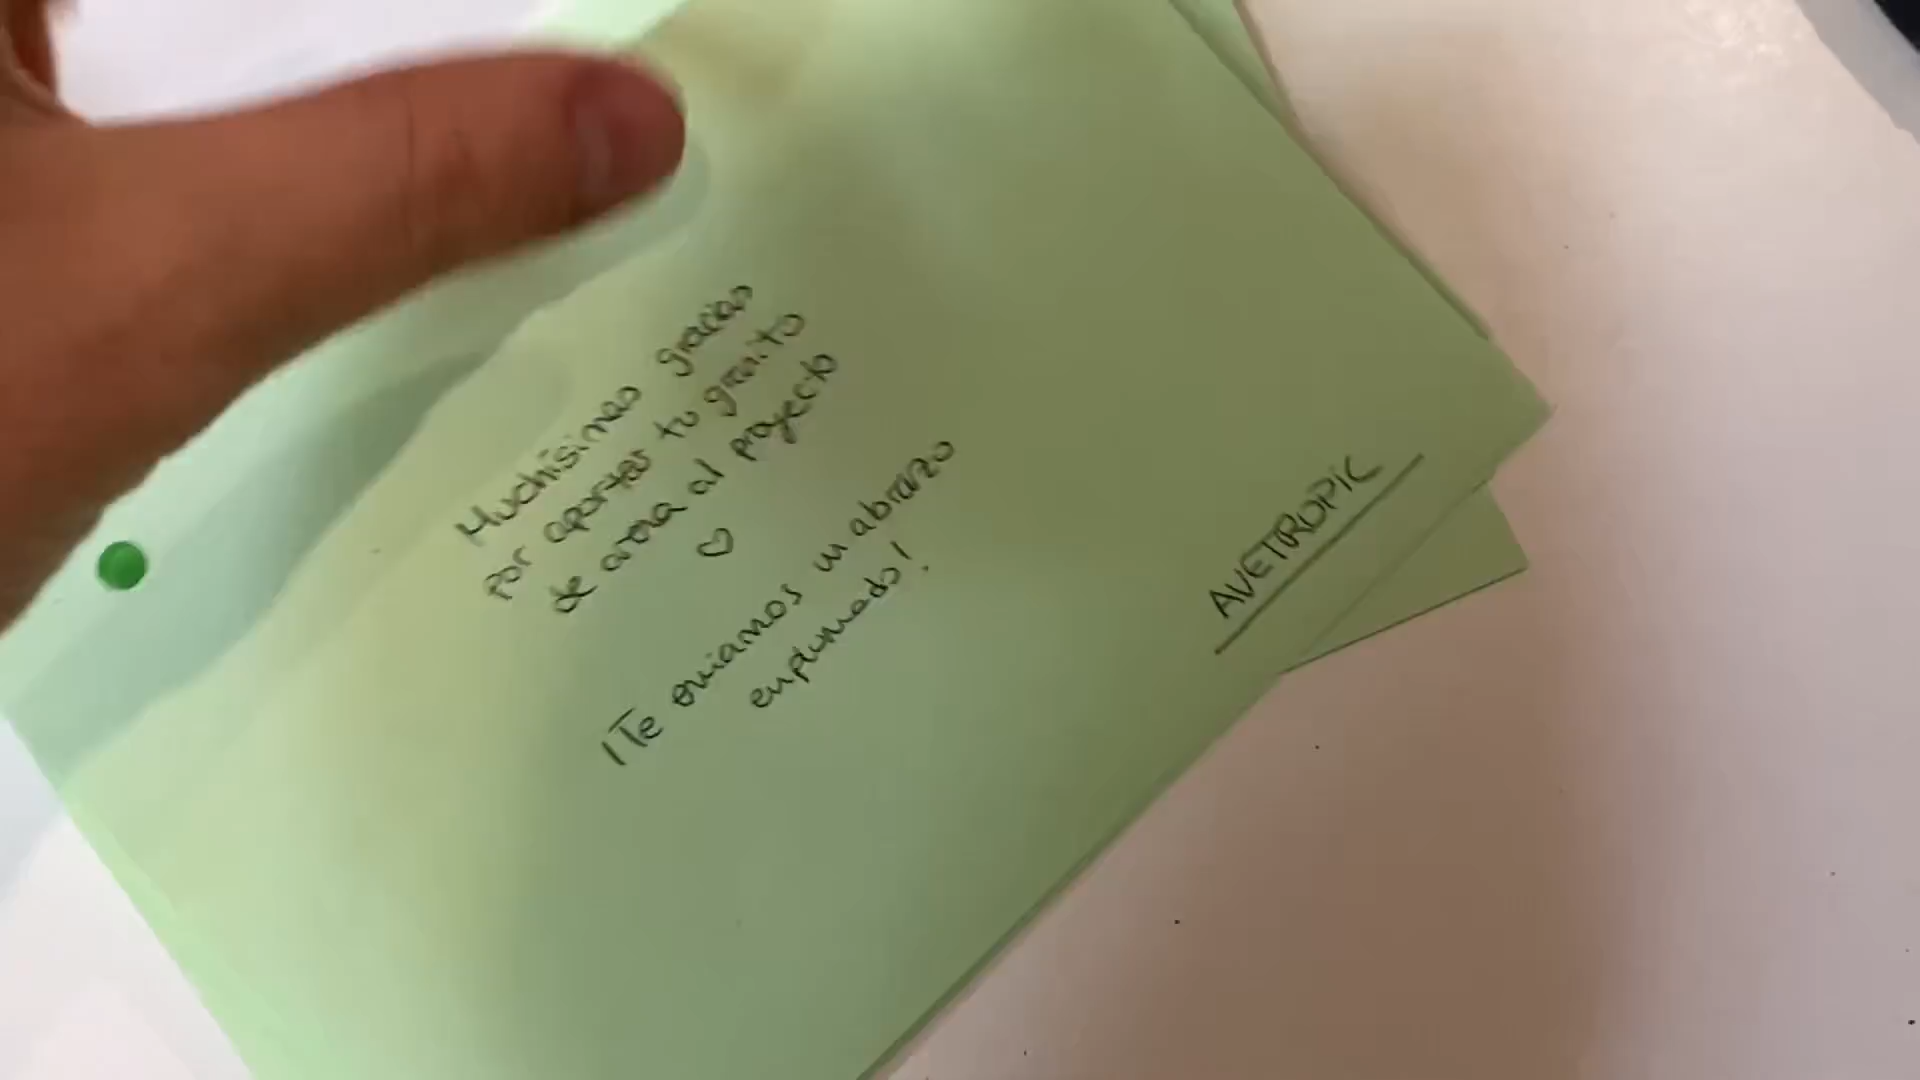 Muchísimas gracias
por aportar tu granito
de arena al proyecto
♡
¡Te enviamos un abrazo
emplumado!
AVETROPIC